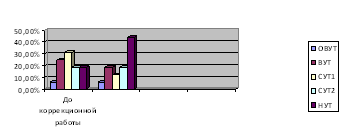 50,00%
40,00%
30,00%
20,00%
10,00%
0,00%
До
коррекционной
работы
ОВУТ
ВУТ
СУТ1
СУТ2
НУТ